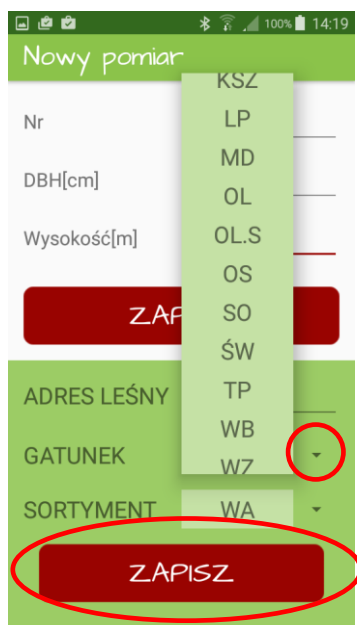 100% 14:19
Nowy pomiar
KSZ
Nr
LP
MD
DBH[cm]
OL
Wysokość[m]
OL.S
OS
ZAP
SO
ŚW
ADRES LEŚNY
TP
WB
GATUNEK
WZ
SORTYMENT
WA
ZAPISZ